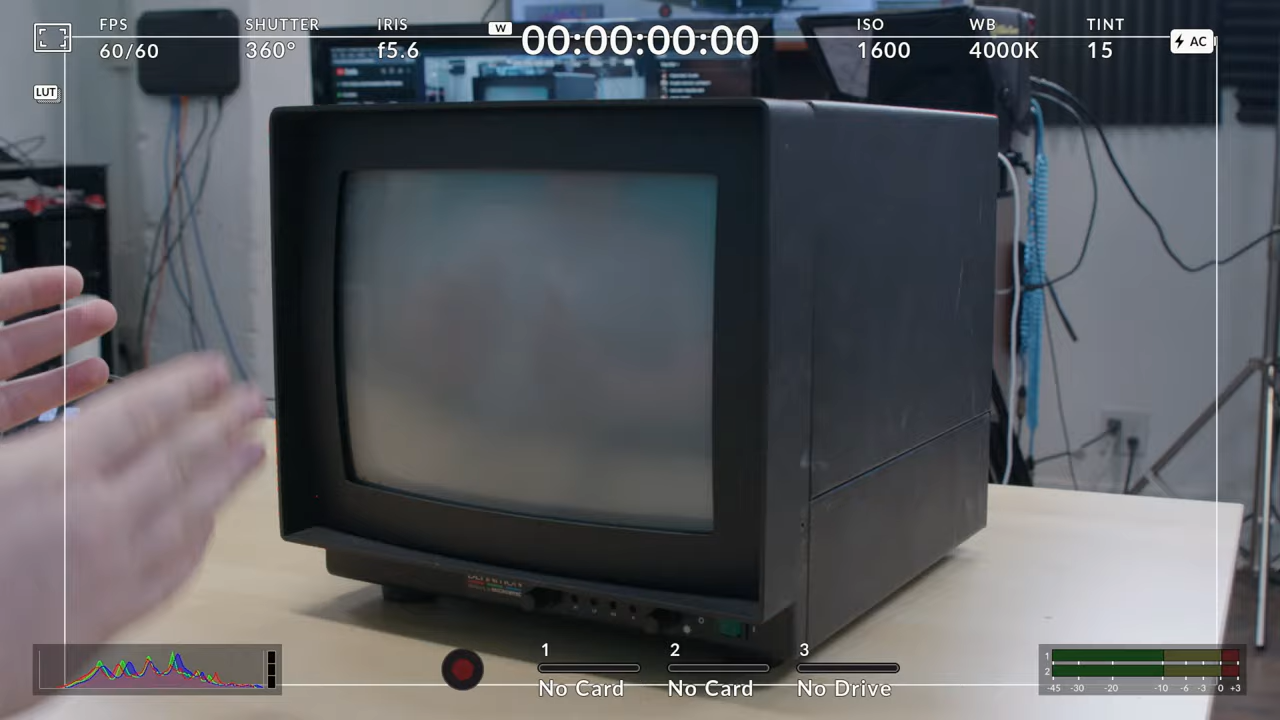 FPS
60/60
SHUTTER
360°
IRIS
f5.6
W
00:00:00:00
ISO
1600
WB
4000K
TINT
15
AC
LUT
1
No Card
2
No Card
3
No Drive
1
2
-45 -30 -20 -10 -6 -3 0 +3